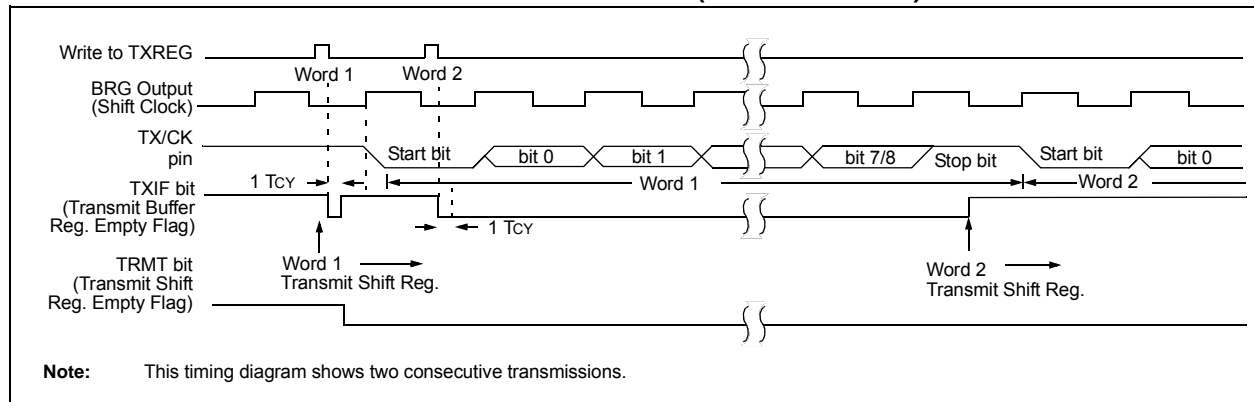 Write to TXREG
Word 1
Word 2
BRG Output
(Shift Clock)
TX/CK
pin
Start bit
bit 0
bit 1
bit 7/8
Stop bit
Start bit
bit 0
1 TCY
Word 1
Word 2
TXIF bit
(Transmit Buffer
Reg. Empty Flag)
1 TCY
Word 1
Transmit Shift Reg.
Word 2
Transmit Shift Reg.
TRMT bit
(Transmit Shift
Reg. Empty Flag)
Note: This timing diagram shows two consecutive transmissions.